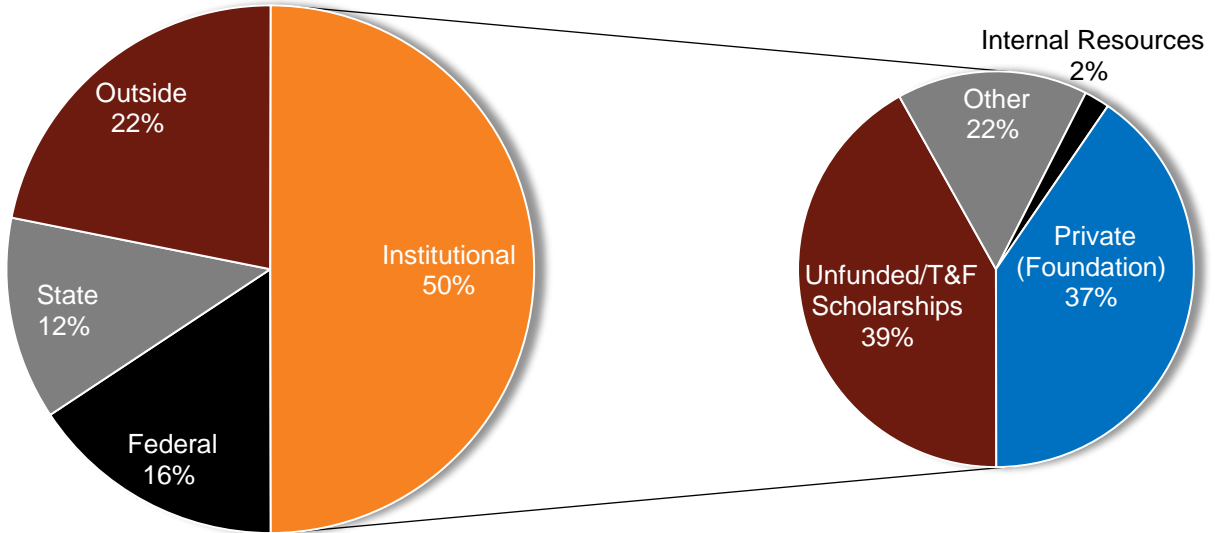 Outside
22%
State
12%
Federal
16%
Institutional
50%
Internal Resources
2%
Other
22%
Unfunded/T&F
Scholarships
39%
Private
(Foundation)
37%